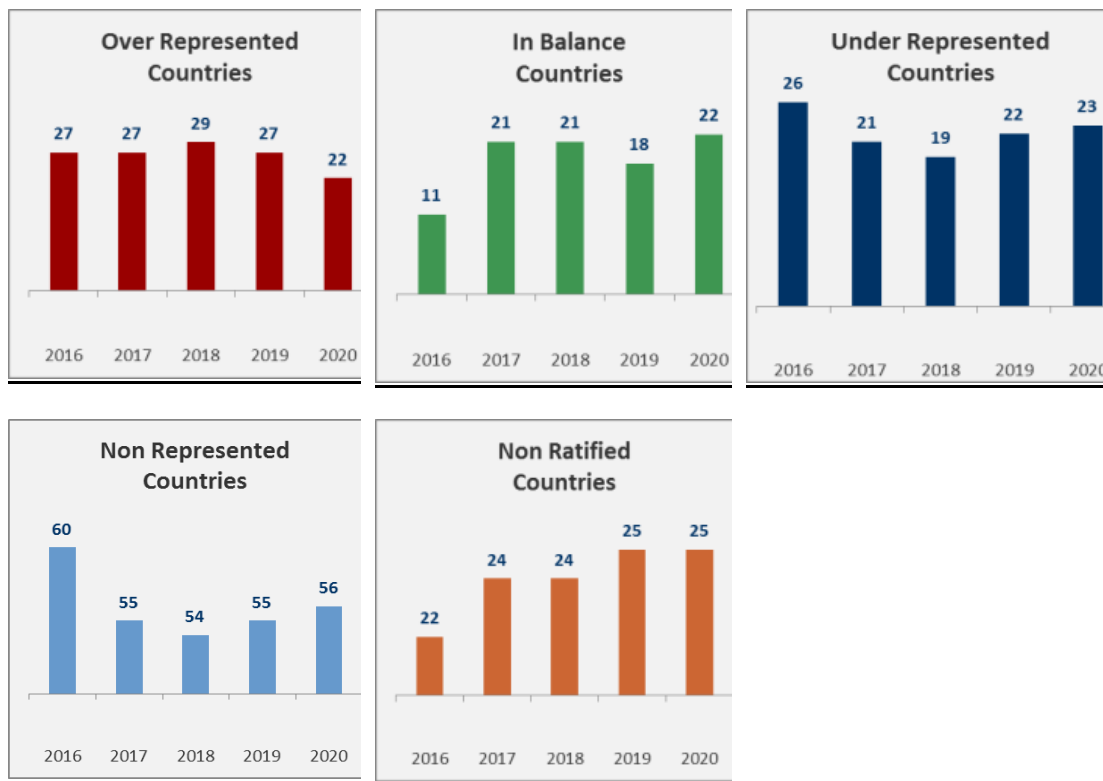 Over Represented
Countries
27 27 29 27 22
2016 2017 2018 2019 2020
In Balance
Countries
11 21 21 18 22
2016 2017 2018 2019 2020
Under Represented
Countries
26 21 19 22 23
2016 2017 2018 2019 2020
Non Represented
Countries
60 55 54 55 56
2016 2017 2018 2019 2020
Non Ratified
Countries
22 24 24 25 25
2016 2017 2018 2019 2020